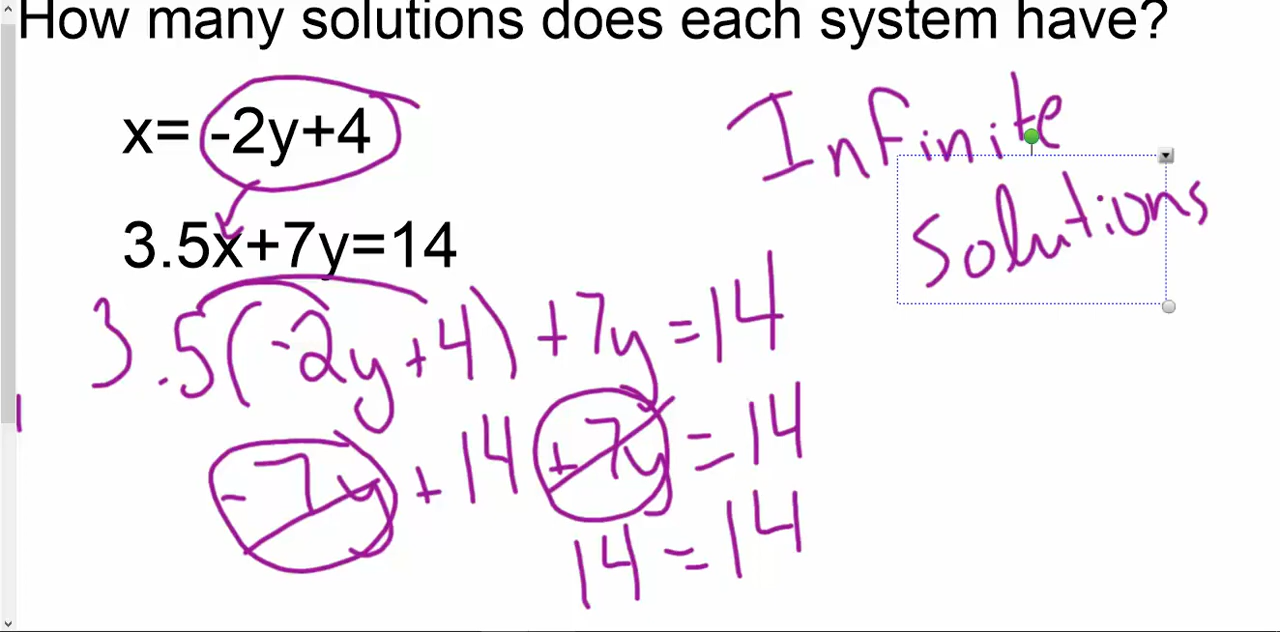 How many solutions does each system have?
x= -2y+4
3.5x+7y=14
Infinite
Solutions
3.5(-2y+4)+7y=14
-7y+14+7y=14
14=14